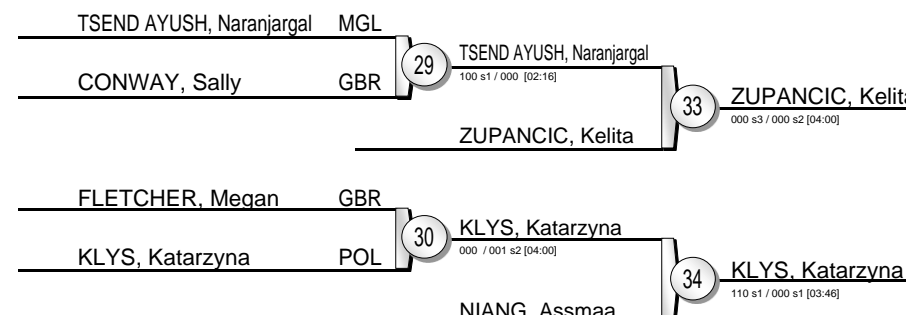 TSEND AYUSH, Naranjargal MGL
29
TSEND AYUSH, Naranjargal
100 s1 / 000 [02:16]
CONWAY, Sally GBR
33
ZUPANCIC, Kelita
000 s3 / 000 s2 [04:00]
ZUPANCIC, Kelita
FLETCHER, Megan GBR
30
KLYS, Katarzyna
000 / 001 s2 [04:00]
KLYS, Katarzyna POL
34
KLYS, Katarzyna
110 s1 / 000 s1 [03:46]
NIANG, Assmaa